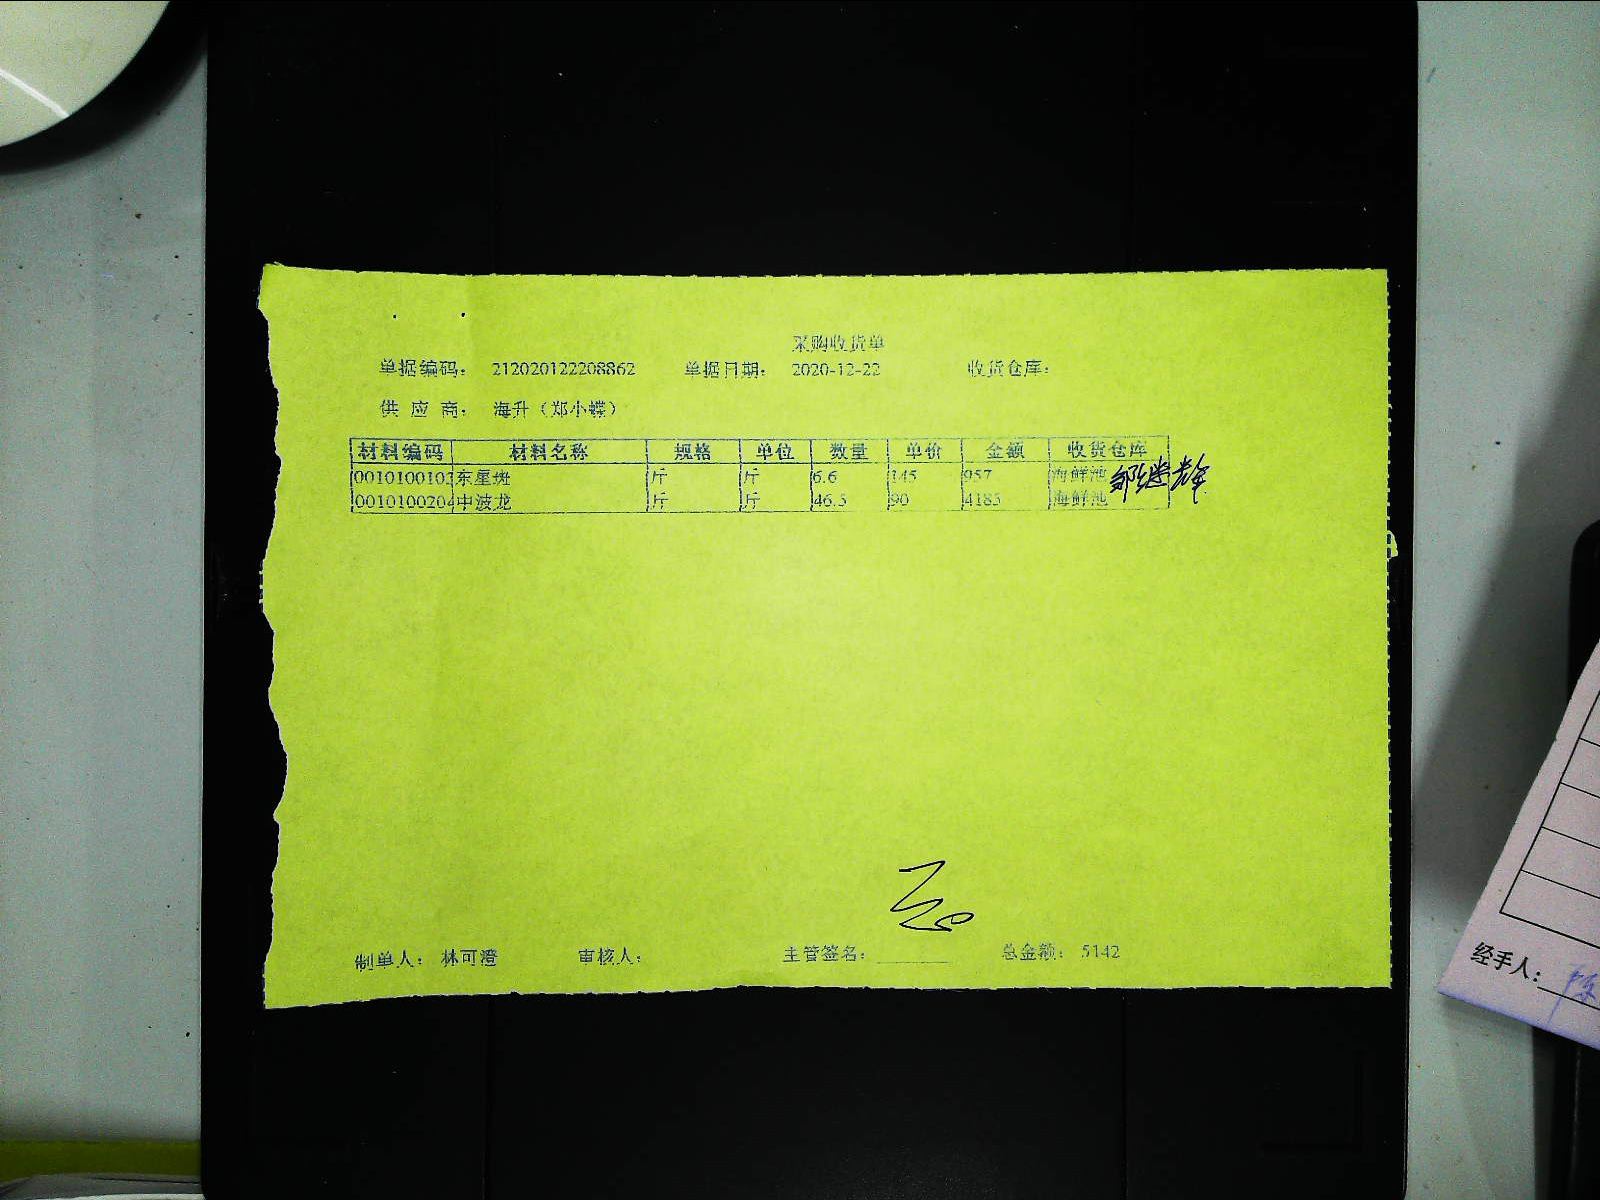 采购收货单
单据编码： 212020122208862 单据日期： 2020-12-22 收货仓库：
供 应 商： 海升（郑小蝶）
材料编码 材料名称 规格 单位 数量 单价 金额 收货仓库
0010100102 东星斑 斤 斤 6.6 145 957 海鲜池
0010100204 中波龙 斤 斤 46.5 90 4185 海鲜池
制单人： 林可澄 审核人： 主管签名： 总金额： 5142
经手人：